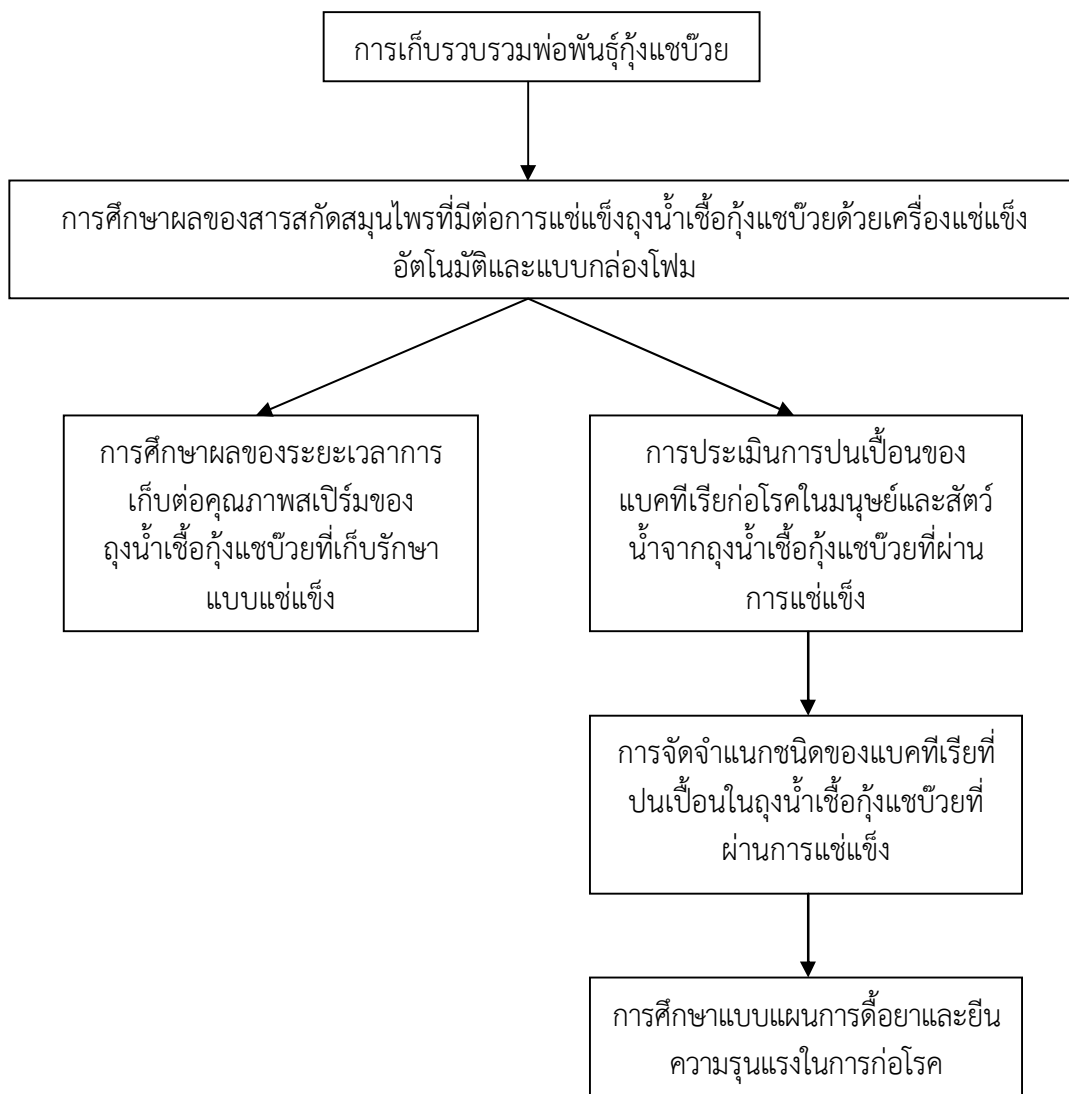 การเก็บรวบรวมพ่อพันธุ์กุ้งแชบ๊วย
การศึกษาผลของสารสกัดสมุนไพรที่มีต่อการแช่แข็งถุงน้ำเชื้อกุ้งแชบ๊วยด้วยเครื่องแช่แข็ง
อัตโนมัติและแบบกล่องโฟม
การศึกษาผลของระยะเวลาการ
เก็บต่อคุณภาพสเปิร์มของ
ถุงน้ำเชื้อกุ้งแชบ๊วยที่เก็บรักษา
แบบแช่แข็ง
การประเมินการปนเปื้อนของ
แบคทีเรียก่อโรคในมนุษย์และสัตว์
น้ำจากถุงน้ำเชื้อกุ้งแชบ๊วยที่ผ่าน
การแช่แข็ง
การจัดจำแนกชนิดของแบคทีเรียที่
ปนเปื้อนในถุงน้ำเชื้อกุ้งแชบ๊วยที่
ผ่านการแช่แข็ง
การศึกษาแบบแผนการดื้อยาและยีน
ความรุนแรงในการก่อโรค